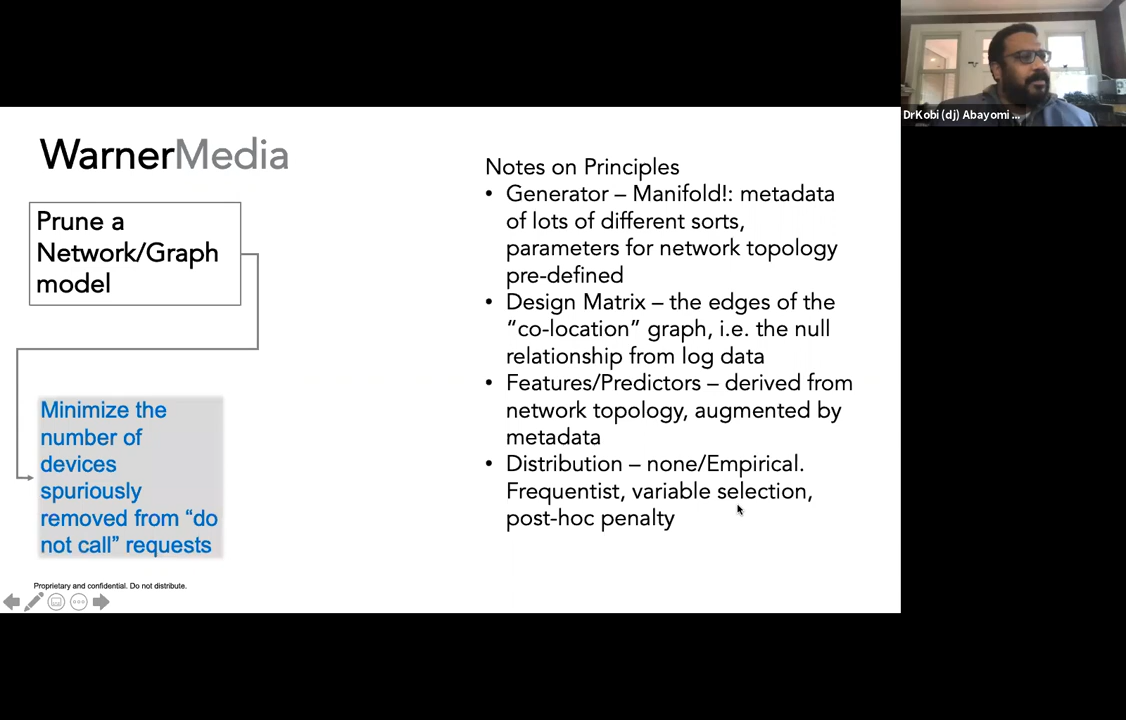 DrKobi (dj) Abayomi ...
WarnerMedia
Prune a
Network/Graph
model
Minimize the
number of
devices
spuriously
removed from “do
not call” requests
Notes on Principles
• Generator – Manifold!: metadata
of lots of different sorts,
parameters for network topology
pre-defined
• Design Matrix – the edges of the
“co-location” graph, i.e. the null
relationship from log data
• Features/Predictors – derived from
network topology, augmented by
metadata
• Distribution – none/Empirical.
Frequentist, variable selection,
post-hoc penalty
Proprietary and confidential. Do not distribute.